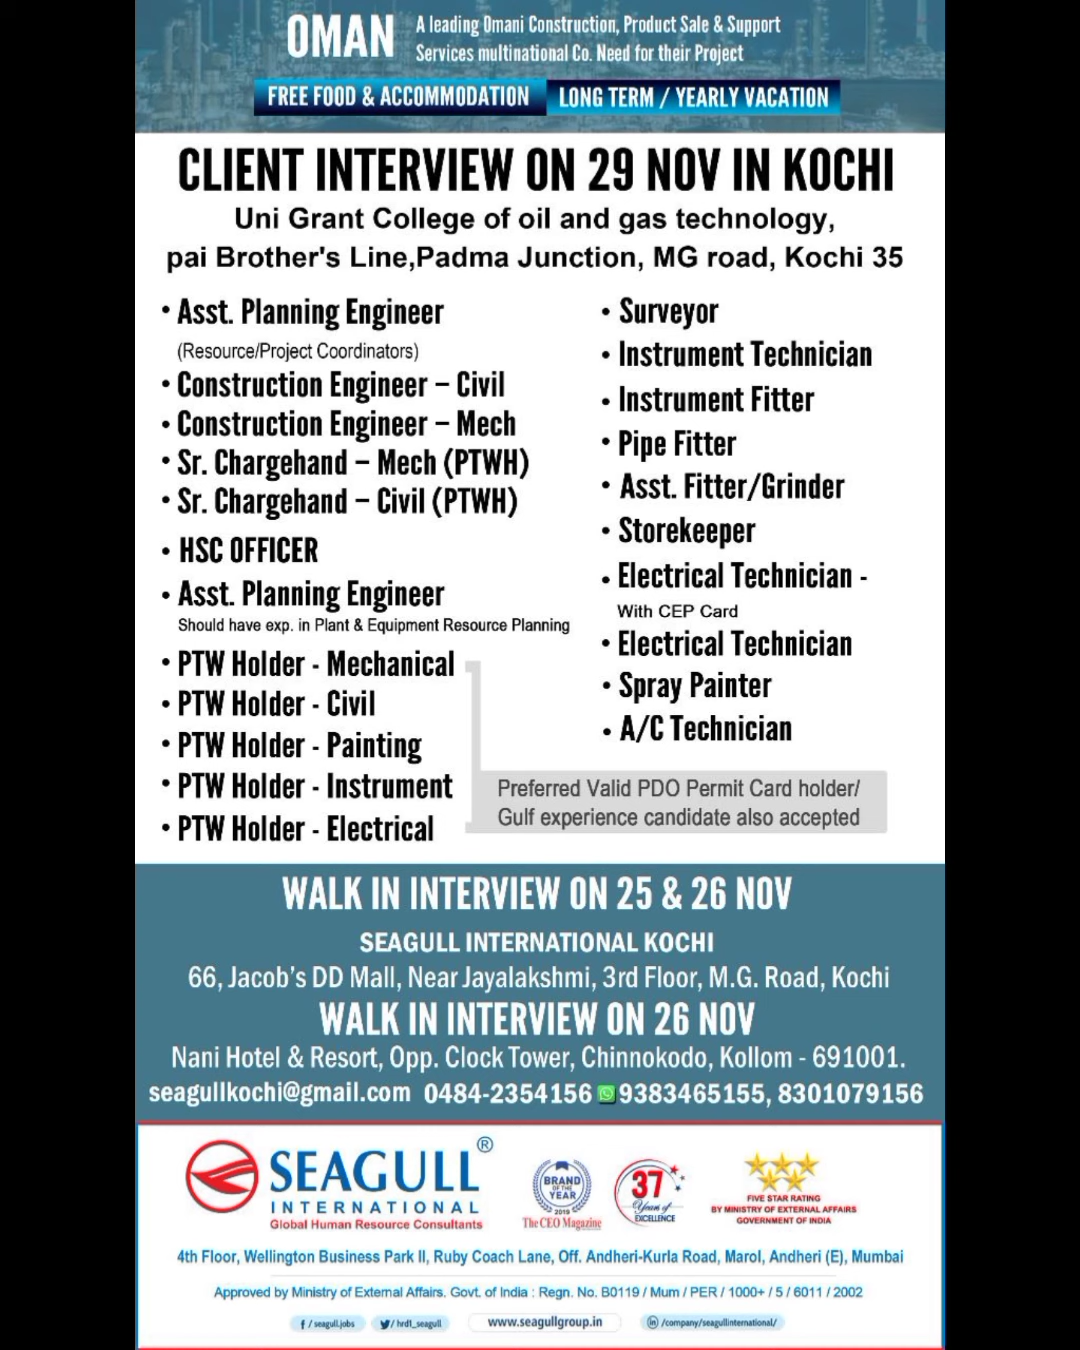 OMAN
A leading Omani Construction, Product Sale & Support
Services multinational Co. Need for their Project
FREE FOOD & ACCOMMODATION
LONG TERM / YEARLY VACATION
CLIENT INTERVIEW ON 29 NOV IN KOCHI
Uni Grant College of oil and gas technology,
pai Brother's Line,Padma Junction, MG road, Kochi 35
• Asst. Planning Engineer
(Resource/Project Coordinators)
• Construction Engineer – Civil
• Construction Engineer – Mech
• Sr. Chargehand – Mech (PTWH)
• Sr. Chargehand – Civil (PTWH)
• HSC OFFICER
• Asst. Planning Engineer
Should have exp. in Plant & Equipment Resource Planning
• PTW Holder - Mechanical
• PTW Holder - Civil
• PTW Holder - Painting
• PTW Holder - Instrument
• PTW Holder - Electrical
• Surveyor
• Instrument Technician
• Instrument Fitter
• Pipe Fitter
• Asst. Fitter/Grinder
• Storekeeper
• Electrical Technician -
With CEP Card
• Electrical Technician
• Spray Painter
• A/C Technician
Preferred Valid PDO Permit Card holder/
Gulf experience candidate also accepted
WALK IN INTERVIEW ON 25 & 26 NOV
SEAGULL INTERNATIONAL KOCHI
66, Jacob's DD Mall, Near Jayalakshmi, 3rd Floor, M.G. Road, Kochi
WALK IN INTERVIEW ON 26 NOV
Nani Hotel & Resort, Opp. Clock Tower, Chinnokodo, Kollom - 691001.
seagullkochi@gmail.com 0484-2354156 9383465155, 8301079156
SEAGULL®
INTERNATIONAL
Global Human Resource Consultants
BRAND
OF THE
YEAR
2019
The CEO Magazine
37
Years of
EXCELLENCE
FIVE STAR RATING
BY MINISTRY OF EXTERNAL AFFAIRS
GOVERNMENT OF INDIA
4th Floor, Wellington Business Park II, Ruby Coach Lane, Off. Andheri-Kurla Road, Marol, Andheri (E), Mumbai
Approved by Ministry of External Affairs. Govt. of India : Regn. No. B0119 / Mum / PER / 1000+ / 5 / 6011 / 2002
f / seagull.jobs
/ hrd1_seagull
www.seagullgroup.in
in /company/seagullinternational/